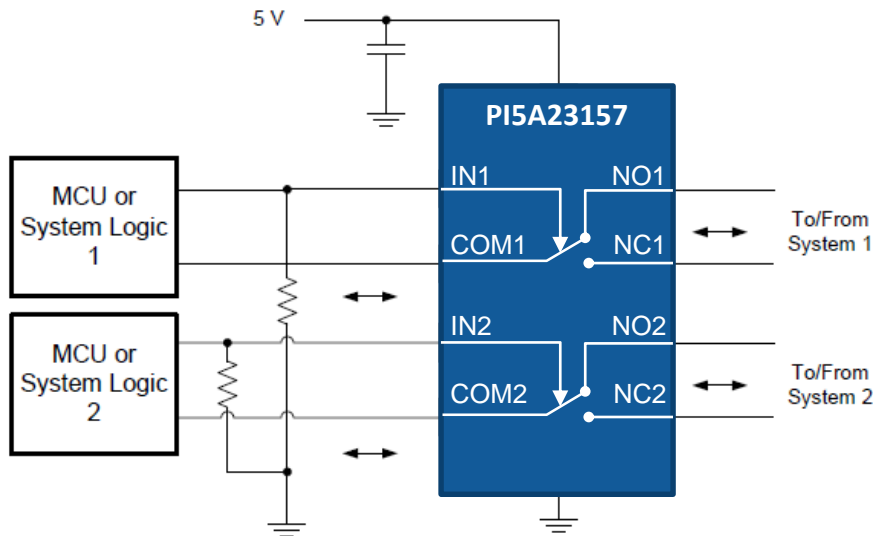 5 V
PI5A23157
MCU or
System Logic
1
IN1
NO1
COM1
NC1
To/From
System 1
MCU or
System Logic
2
IN2
NO2
COM2
NC2
To/From
System 2